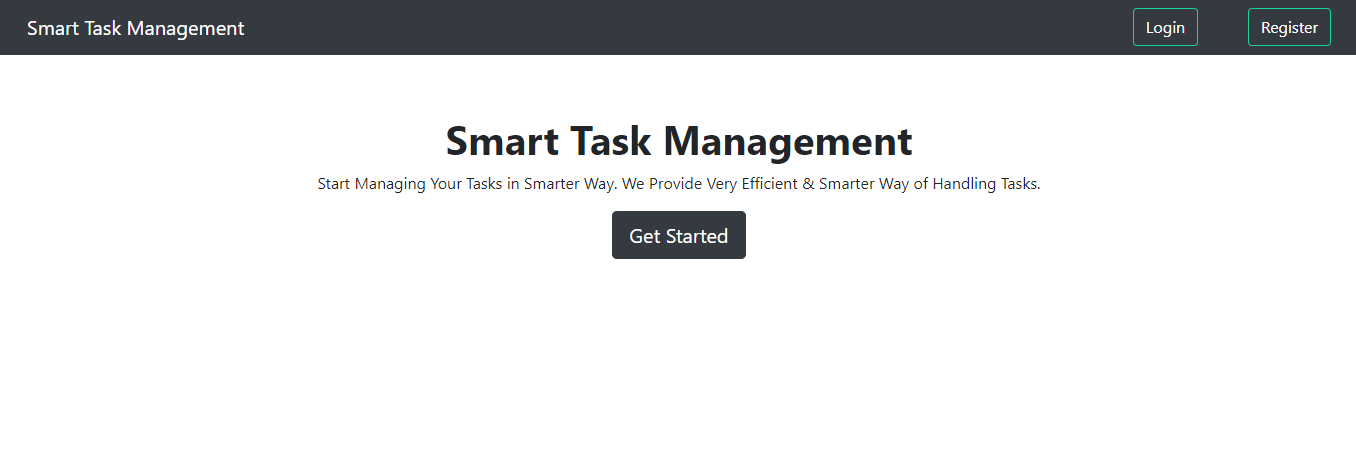 Smart Task Management
Login
Register
Smart Task Management
Start Managing Your Tasks in Smarter Way. We Provide Very Efficient & Smarter Way of Handling Tasks.
Get Started